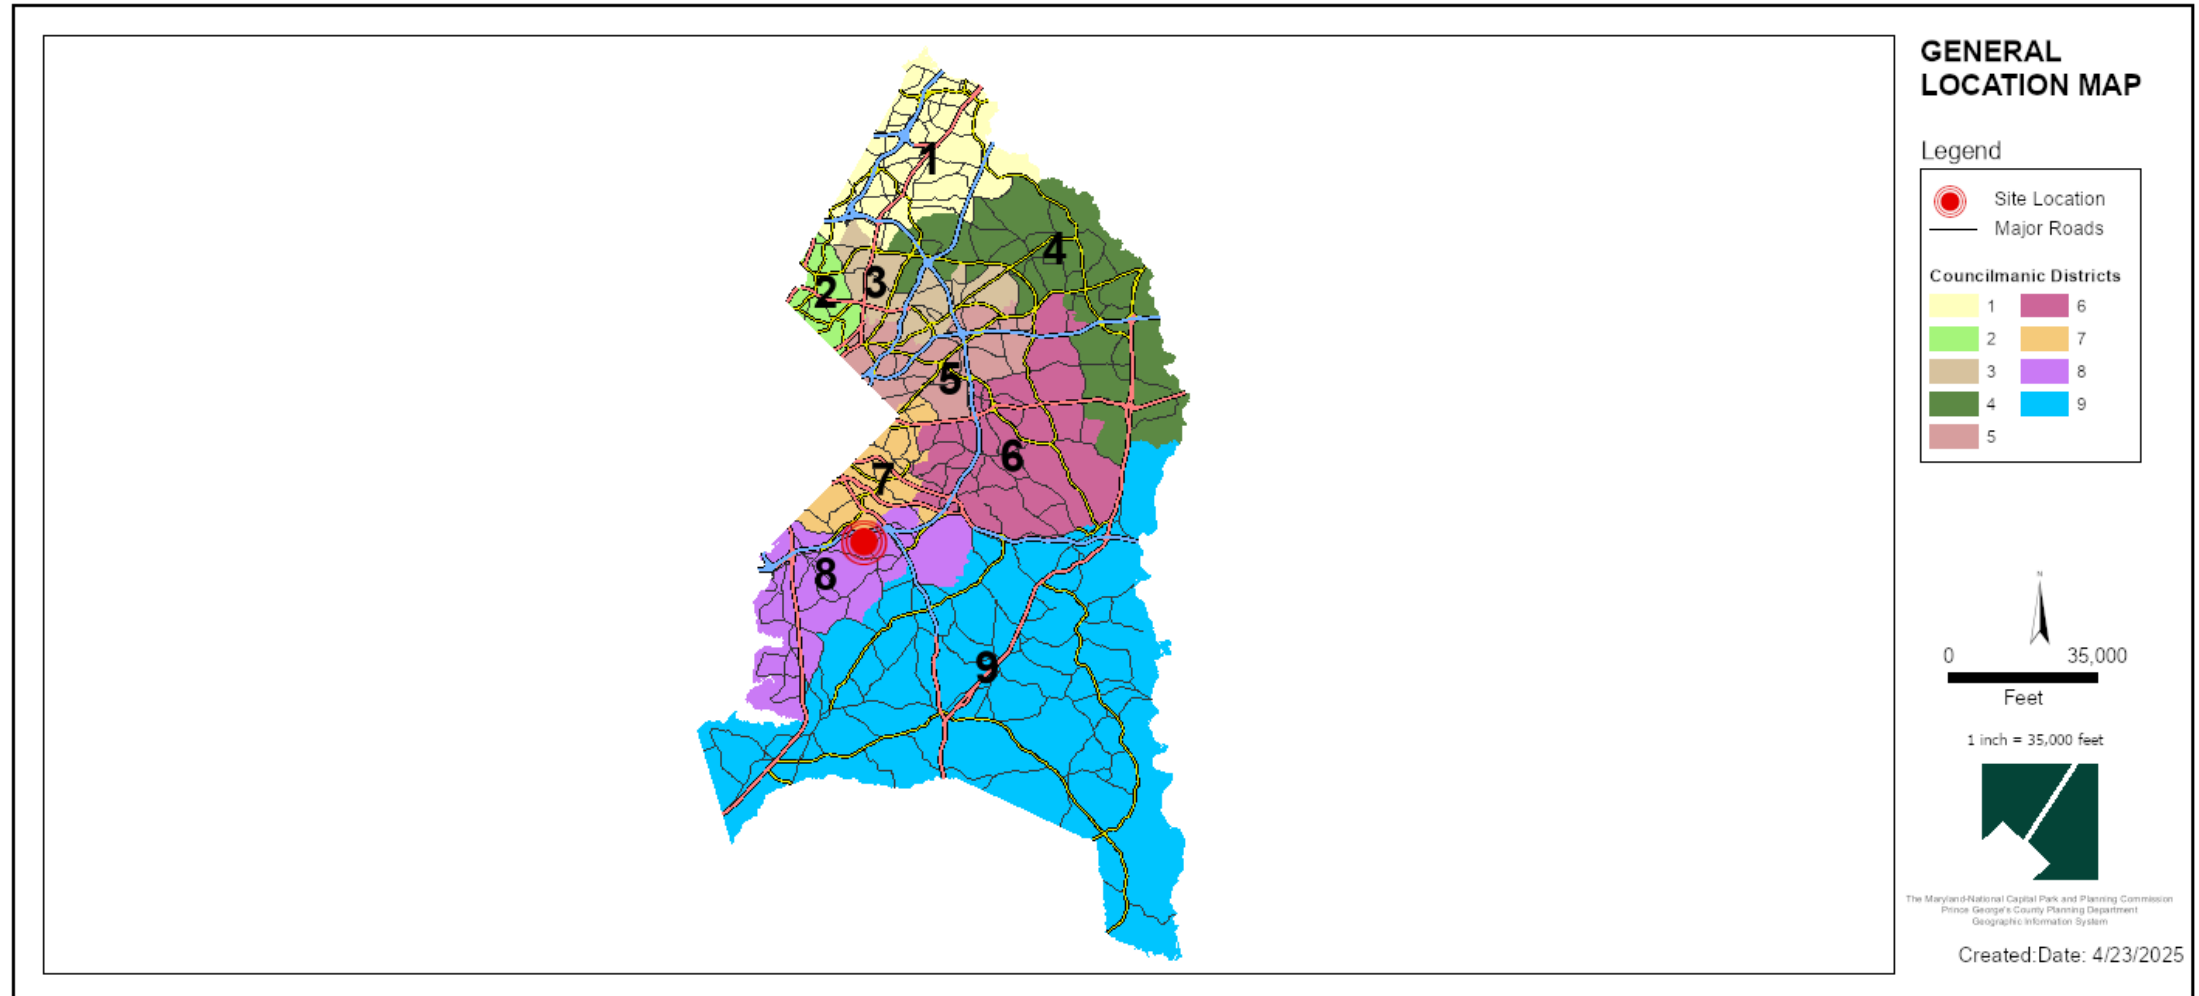 GENERAL
LOCATION MAP
Legend
Site Location
Major Roads
Councilmanic Districts
1 6
2 7
3 8
4 9
5
1
4
3
2
5
6
7
8
9
N
0 35,000
Feet
1 inch = 35,000 feet
The Maryland-National Capital Park and Planning Commission
Prince George's County Planning Department
Geographic Information System
Created:Date: 4/23/2025